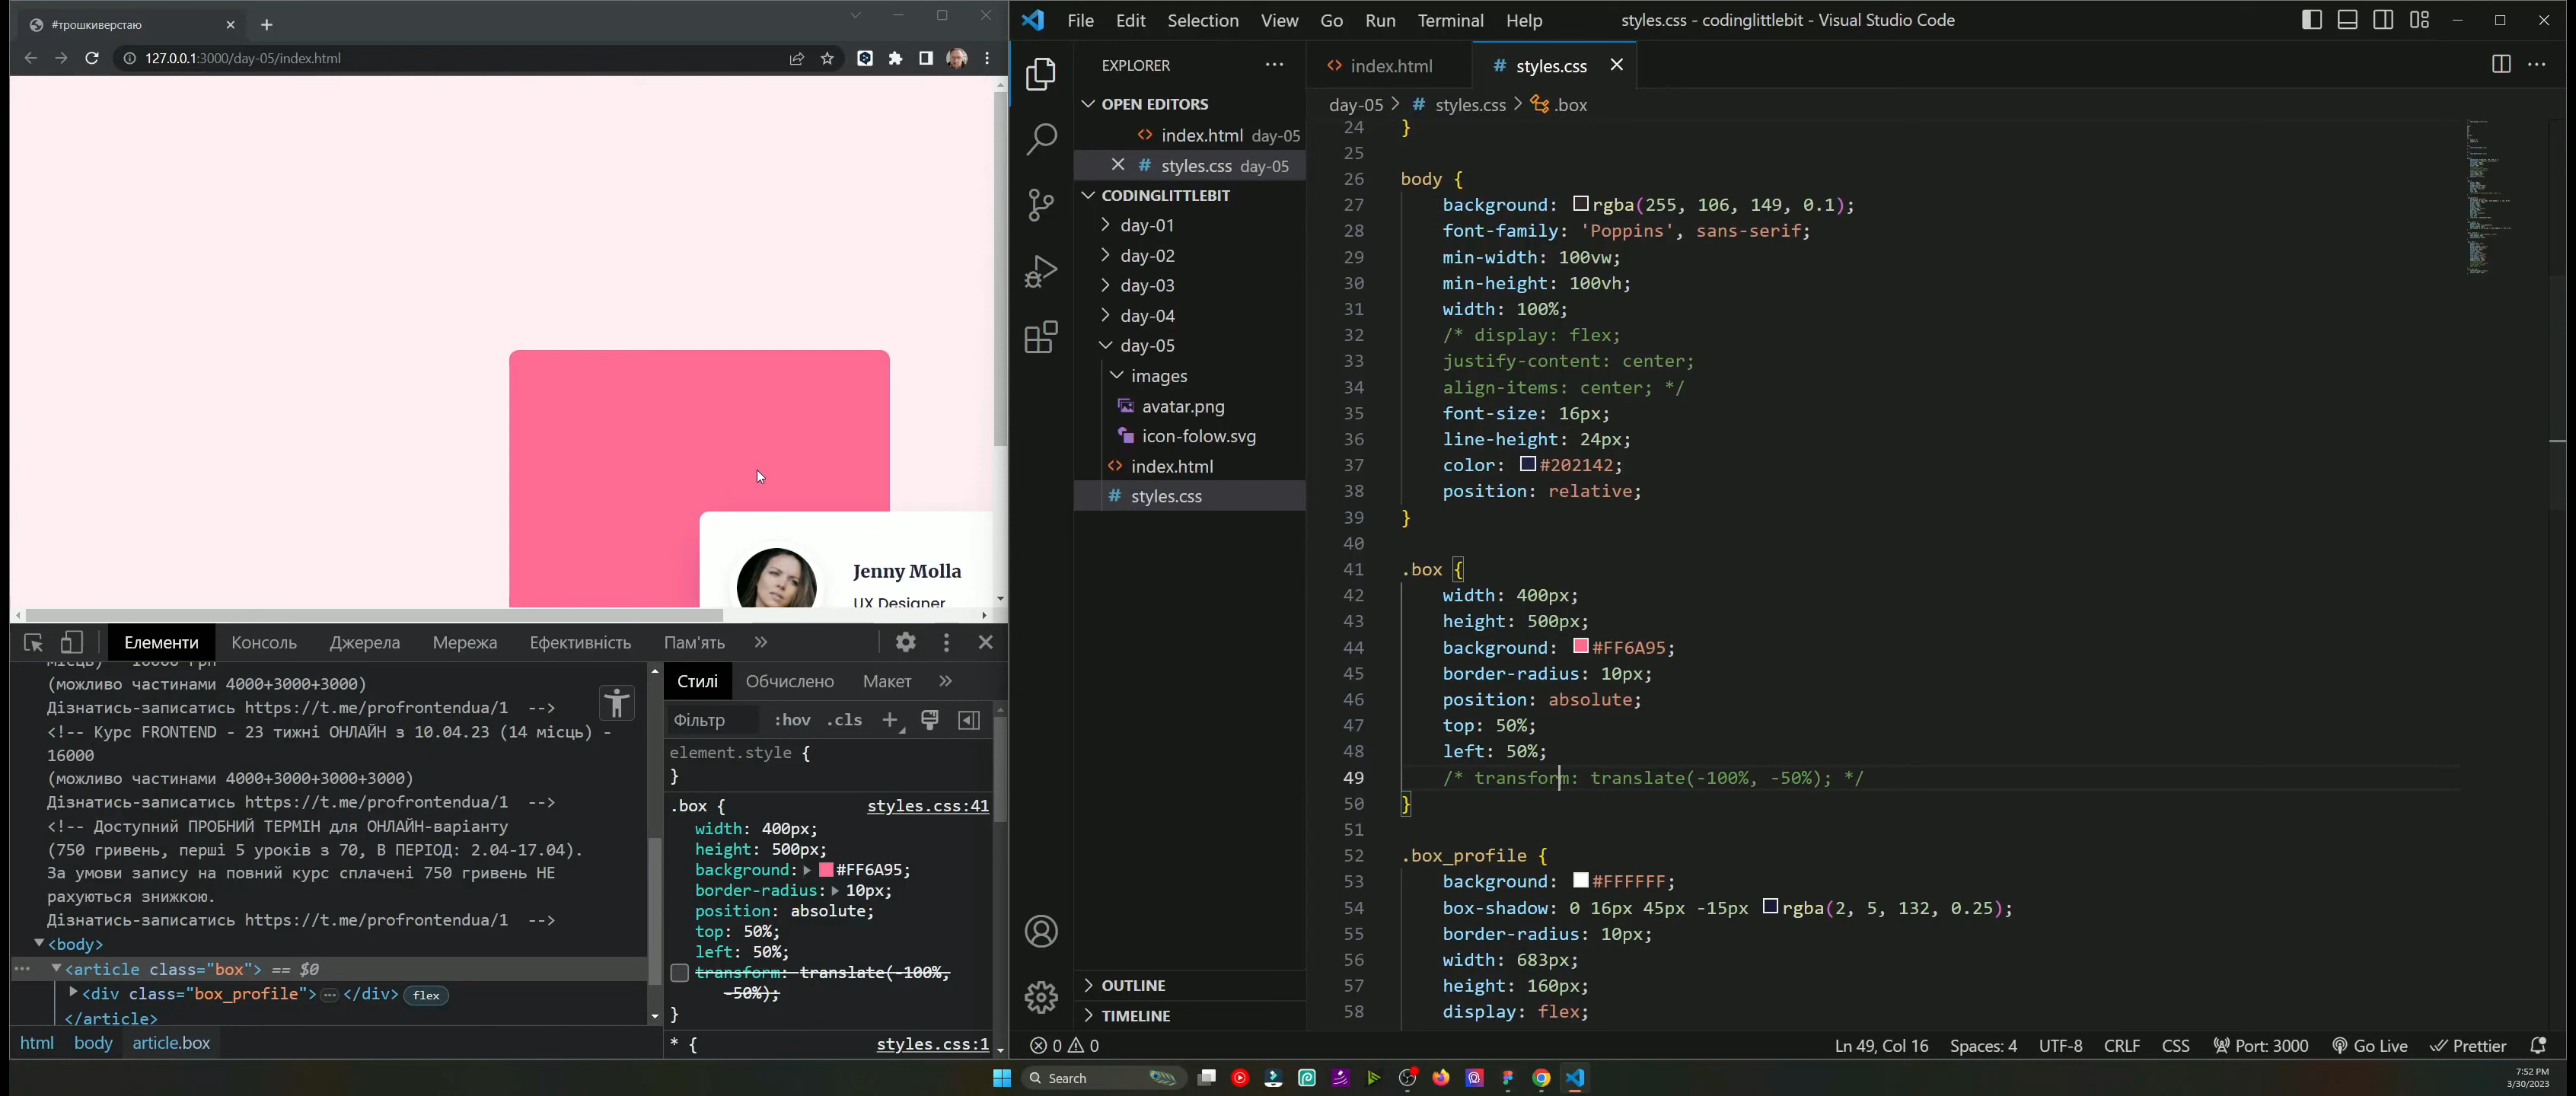 #трошкиверстаю
127.0.0.1:3000/day-05/index.html
Jenny Molla
UX Designer
Елементи Консоль Джерела Мережа Ефективність Пам'ять
(можливо частинами 4000+3000+3000)
Дізнатись-записатись https://t.me/profrontendua/1 -->
<!-- Курс FRONTEND - 23 тижні ОНЛАЙН з 10.04.23 (14 місць) -
16000
(можливо частинами 4000+3000+3000+3000)
Дізнатись-записатись https://t.me/profrontendua/1 -->
<!-- Доступний ПРОБНИЙ ТЕРМІН для ОНЛАЙН-варіанту
(750 гривень, перші 5 уроків з 70, В ПЕРІОД: 2.04-17.04).
За умови запису на повний курс сплачені 750 гривень НЕ
рахуються знижкою.
Дізнатись-записатись https://t.me/profrontendua/1 -->
<body>
<article class="box"> == $0
<div class="box_profile"> … </div> flex
</article>
html body article.box
Стилі Обчислено Макет
Фільтр :hov .cls
element.style {
}
.box { styles.css:41
width: 400px;
height: 500px;
background: #FF6A95;
border-radius: 10px;
position: absolute;
top: 50%;
left: 50%;
transform: translate(-100%,
-50%);
}
* { styles.css:1
File Edit Selection View Go Run Terminal Help styles.css - codinglittlebit - Visual Studio Code
EXPLORER
OPEN EDITORS
index.html day-05
styles.css day-05
CODINGLITTLEBIT
day-01
day-02
day-03
day-04
day-05
images
avatar.png
icon-folow.svg
index.html
styles.css
OUTLINE
TIMELINE
index.html # styles.css
day-05 > # styles.css > .box
24 }
25
26 body {
27 background: rgba(255, 106, 149, 0.1);
28 font-family: 'Poppins', sans-serif;
29 min-width: 100vw;
30 min-height: 100vh;
31 width: 100%;
32 /* display: flex;
33 justify-content: center;
34 align-items: center; */
35 font-size: 16px;
36 line-height: 24px;
37 color: #202142;
38 position: relative;
39 }
40
41 .box {
42 width: 400px;
43 height: 500px;
44 background: #FF6A95;
45 border-radius: 10px;
46 position: absolute;
47 top: 50%;
48 left: 50%;
49 /* transform: translate(-100%, -50%); */
50 }
51
52 .box_profile {
53 background: #FFFFFF;
54 box-shadow: 0 16px 45px -15px rgba(2, 5, 132, 0.25);
55 border-radius: 10px;
56 width: 683px;
57 height: 160px;
58 display: flex;
0 0 Ln 49, Col 16 Spaces: 4 UTF-8 CRLF CSS Port: 3000 Go Live Prettier
Search
7:52 PM
3/30/2023